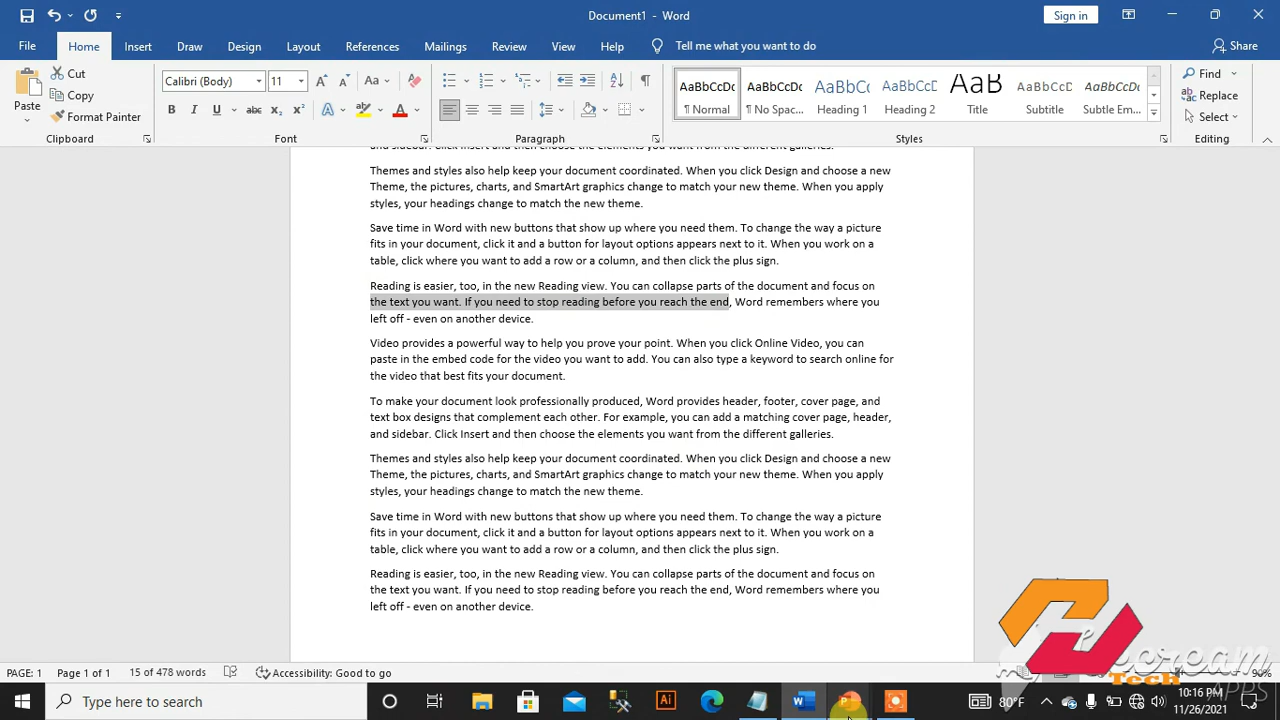 Document1 - Word
Sign in
File Home Insert Draw Design Layout References Mailings Review View Help Tell me what you want to do Share
Paste
Cut
Copy
Format Painter
Clipboard
Calibri (Body) 11
Font
Paragraph
AaBbCcDc AaBbCcDc AaBbCc AaBbCcD AaB AaBbCcD AaBbCcDc
¶ Normal ¶ No Spac... Heading 1 Heading 2 Title Subtitle Subtle Em...
Styles
Find
Replace
Select
Editing
and sidebar. Click Insert and then choose the elements you want from the different galleries.
Themes and styles also help keep your document coordinated. When you click Design and choose a new
Theme, the pictures, charts, and SmartArt graphics change to match your new theme. When you apply
styles, your headings change to match the new theme.
Save time in Word with new buttons that show up where you need them. To change the way a picture
fits in your document, click it and a button for layout options appears next to it. When you work on a
table, click where you want to add a row or a column, and then click the plus sign.
Reading is easier, too, in the new Reading view. You can collapse parts of the document and focus on
the text you want. If you need to stop reading before you reach the end, Word remembers where you
left off - even on another device.
Video provides a powerful way to help you prove your point. When you click Online Video, you can
paste in the embed code for the video you want to add. You can also type a keyword to search online for
the video that best fits your document.
To make your document look professionally produced, Word provides header, footer, cover page, and
text box designs that complement each other. For example, you can add a matching cover page, header,
and sidebar. Click Insert and then choose the elements you want from the different galleries.
Themes and styles also help keep your document coordinated. When you click Design and choose a new
Theme, the pictures, charts, and SmartArt graphics change to match your new theme. When you apply
styles, your headings change to match the new theme.
Save time in Word with new buttons that show up where you need them. To change the way a picture
fits in your document, click it and a button for layout options appears next to it. When you work on a
table, click where you want to add a row or a column, and then click the plus sign.
Reading is easier, too, in the new Reading view. You can collapse parts of the document and focus on
the text you want. If you need to stop reading before you reach the end, Word remembers where you
left off - even on another device.
PAGE: 1 Page 1 of 1 15 of 478 words Accessibility: Good to go 90%
Tech
APPS
Type here to search
80°F
10:16 PM
11/26/2021